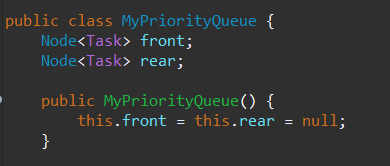 public class MyPriorityQueue {
    Node<Task> front;
    Node<Task> rear;

    public MyPriorityQueue() {
        this.front = this.rear = null;
    }